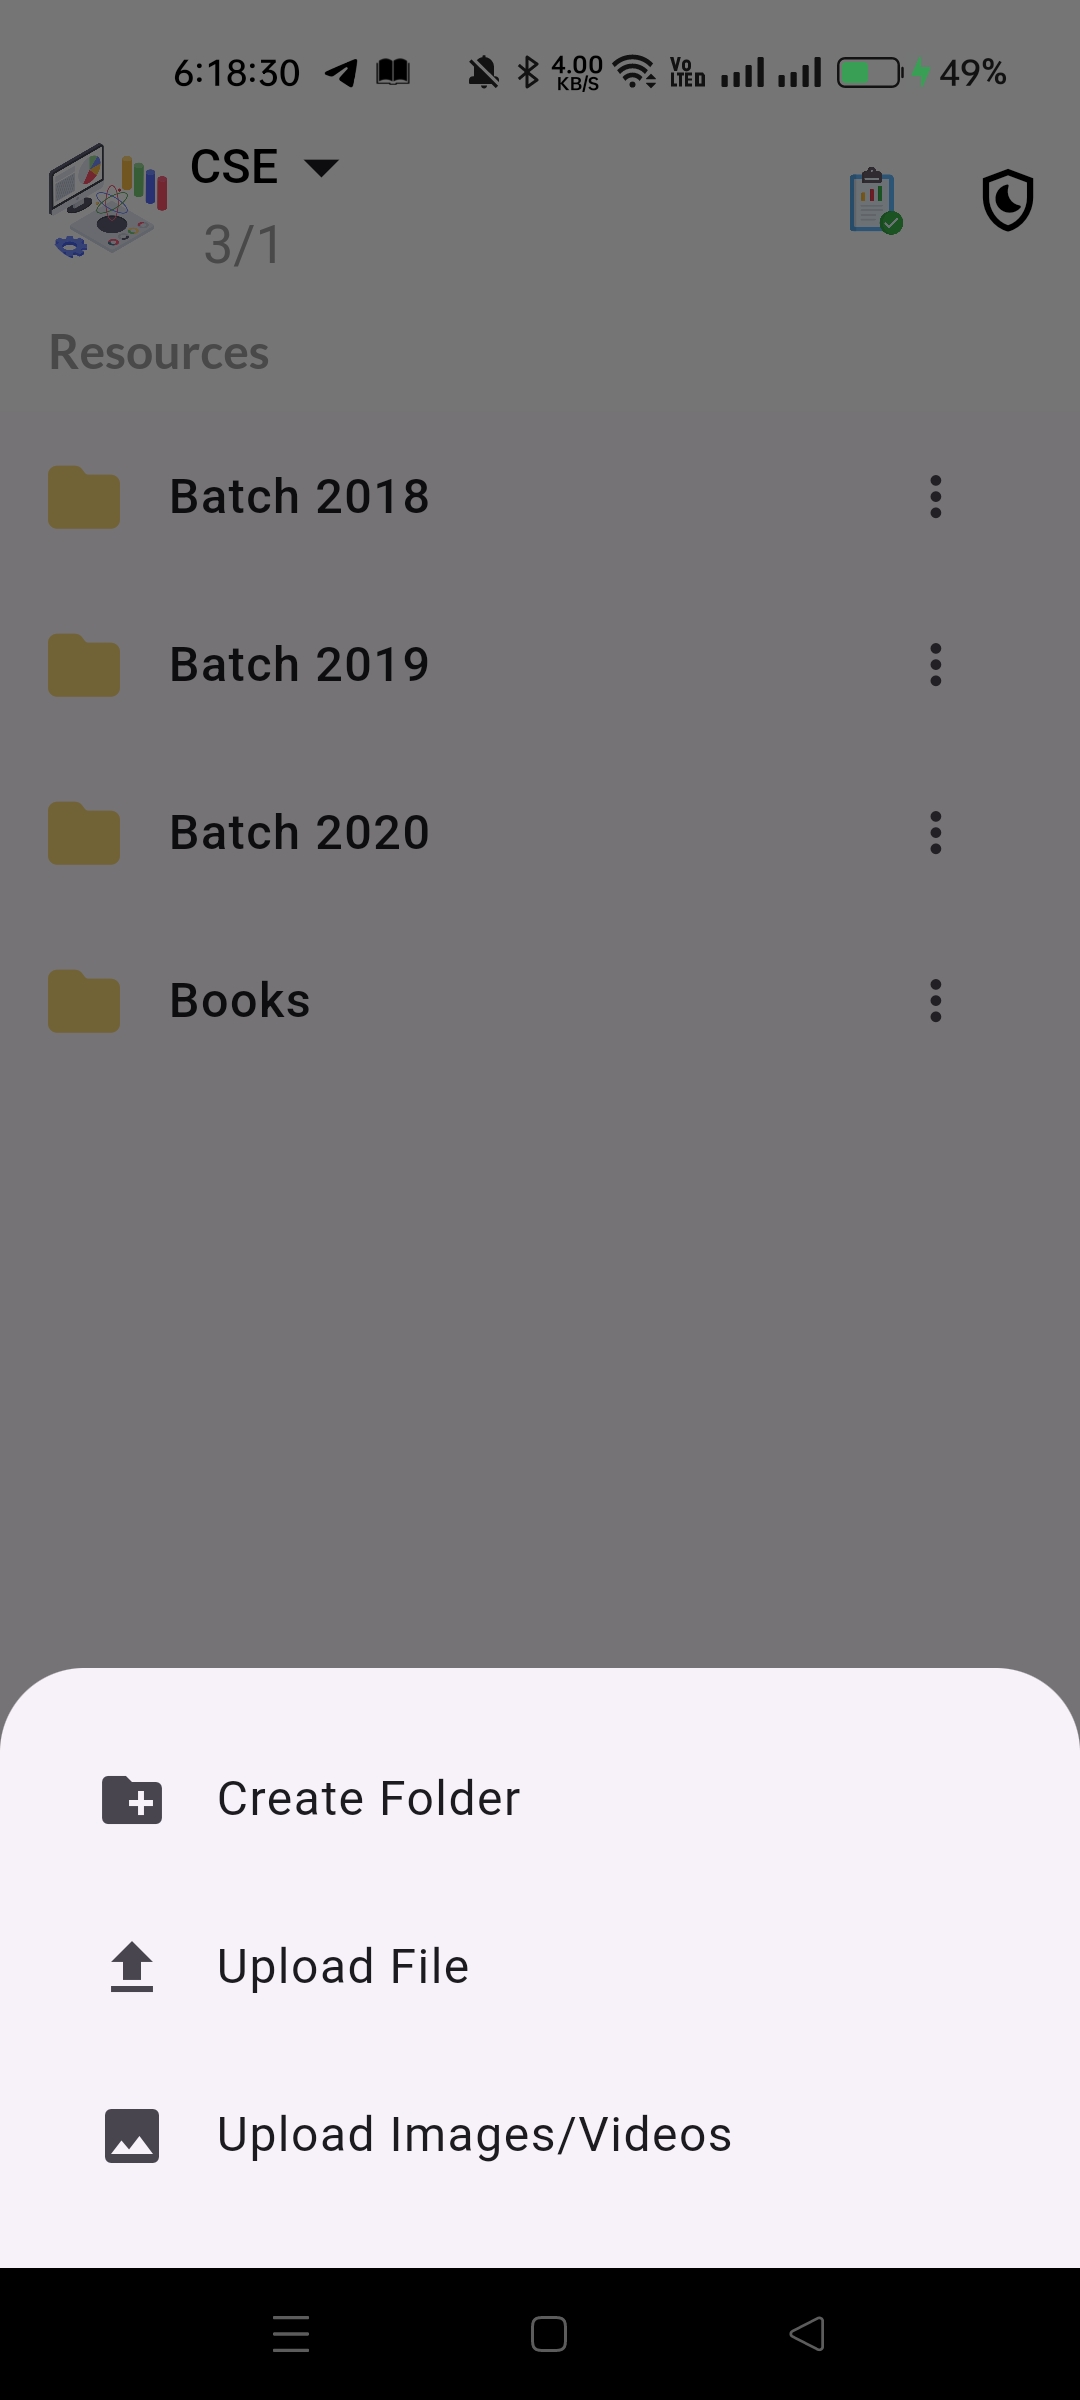 6:18:30 4.00 KB/S Vo LTED 49%
CSE
3/1
Resources
Batch 2018
Batch 2019
Batch 2020
Books
Create Folder
Upload File
Upload Images/Videos